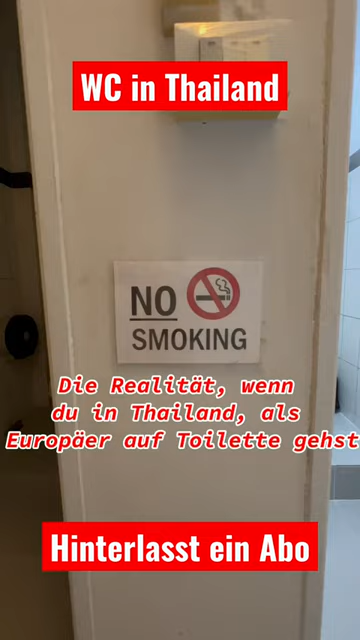 WC in Thailand
NO
SMOKING
Die Realität, wenn
du in Thailand, als
Europäer auf Toilette gehst
Hinterlasst ein Abo